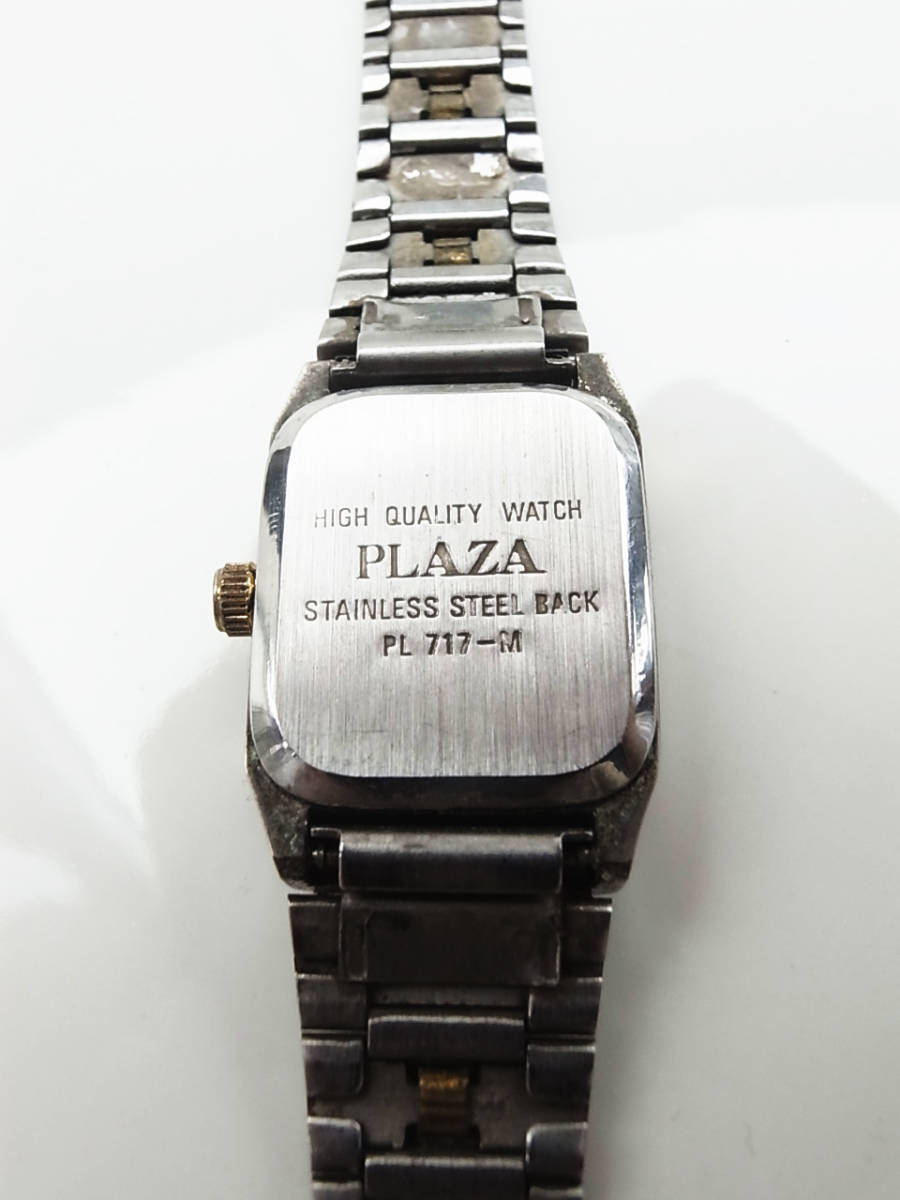 HIGH QUALITY WATCH
PLAZA
STAINLESS STEEL BACK
PL 717-M